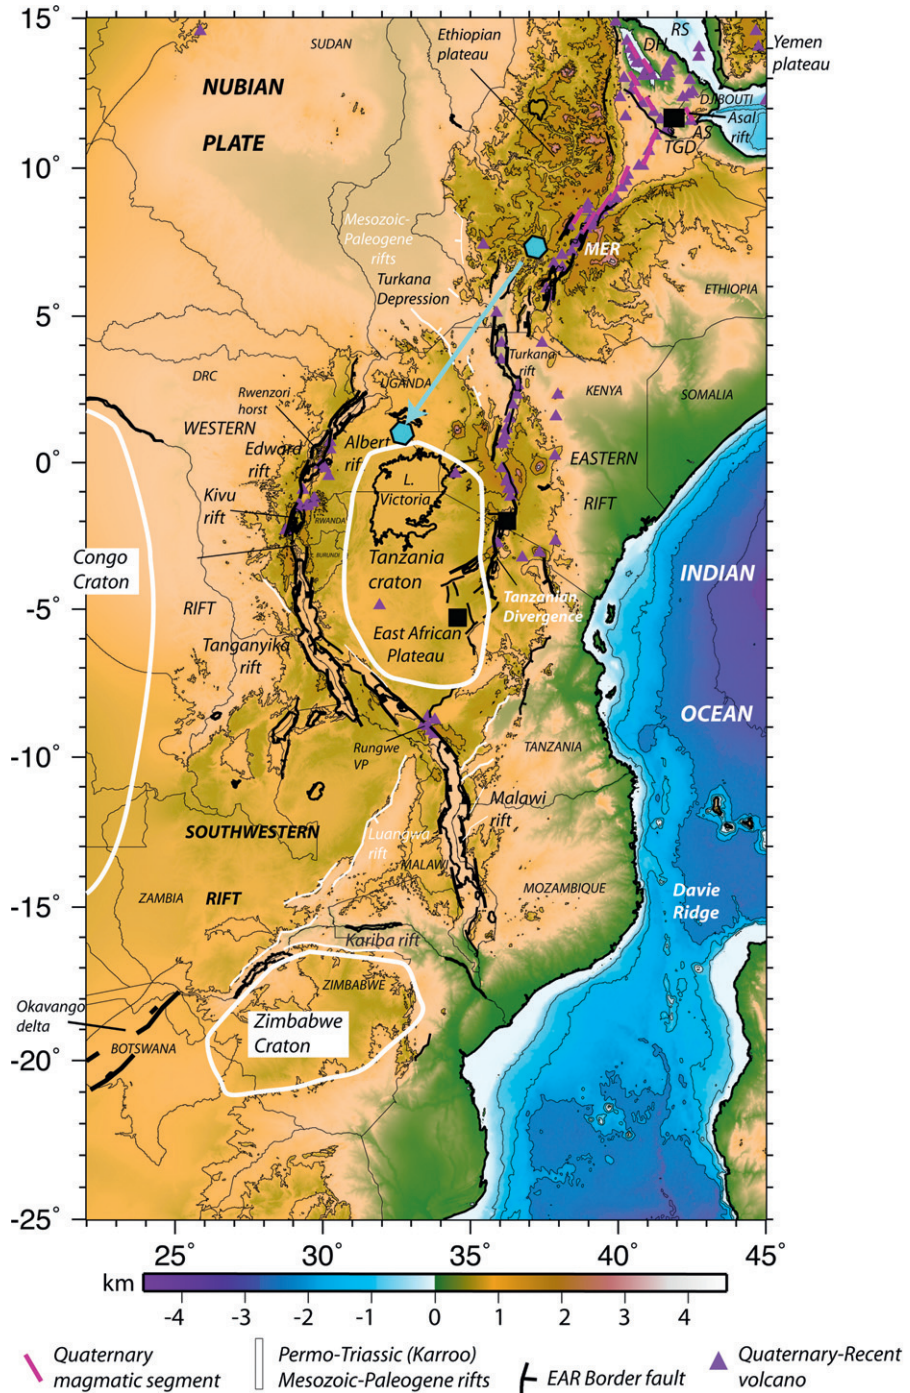 15°
10°
5°
0°
-5°
-10°
-15°
-20°
-25°
SUDAN
Ethiopian
plateau
RS
DJI
Yemen
plateau
NUBIAN
PLATE
DJIBOUTI
Asal
rift
AS
TGD
Mesozoic-
Paleogene
rifts
MER
Turkana
Depression
ETHIOPIA
Turkana
rift
DRC
UGANDA
KENYA
SOMALIA
Rwenzori
horst
WESTERN
Edward
rift
Albert
rift
EASTERN
Kivu
rift
L.
Victoria
RIFT
RWANDA
BURUNDI
Congo
Craton
Tanzania
craton
INDIAN
RIFT
Tanzanian
Divergence
Tanganyika
rift
East African
Plateau
OCEAN
Rungwe
VP
TANZANIA
Malawi
rift
SOUTHWESTERN
Luangwa
rift
MALAWI
ZAMBIA
RIFT
MOZAMBIQUE
Davie
Ridge
Kariba rift
ZIMBABWE
Okavango
delta
BOTSWANA
Zimbabwe
Craton
25°
30°
35°
40°
45°
km
-4
-3
-2
-1
0
1
2
3
4
Quaternary
magmatic segment
Permo-Triassic (Karroo)
Mesozoic-Paleogene rifts
EAR Border fault
Quaternary-Recent
volcano